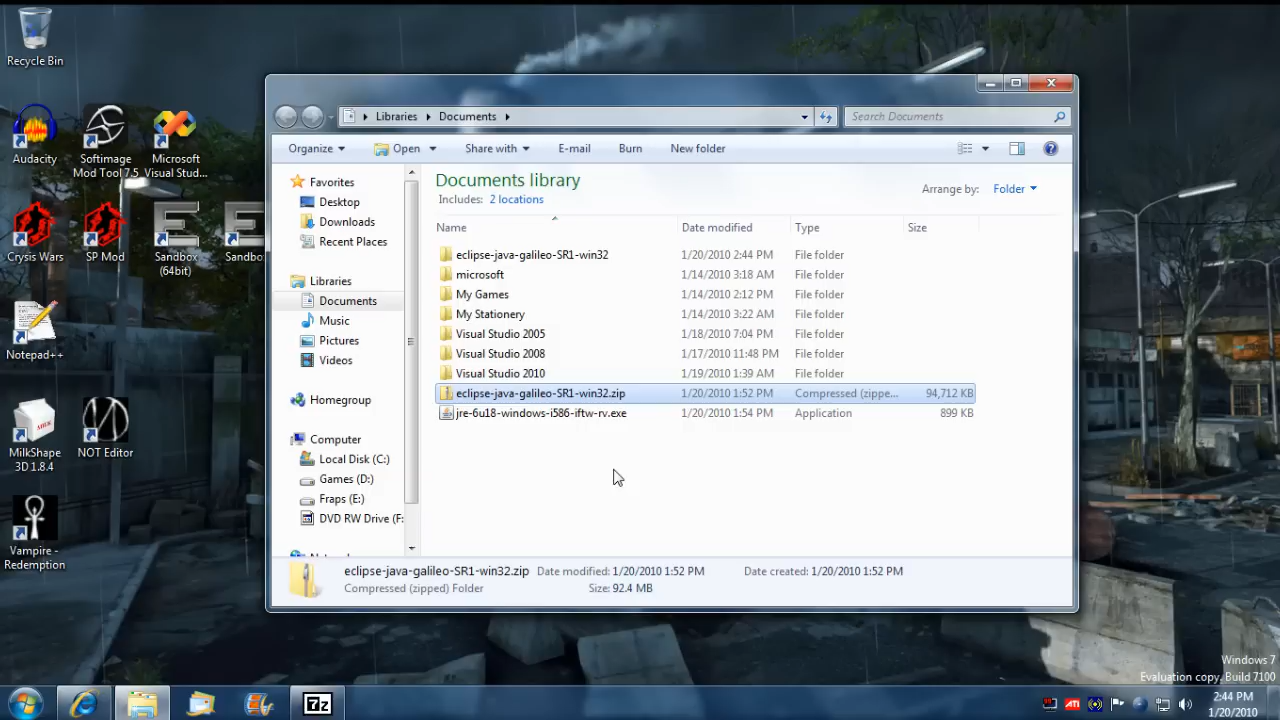 Recycle Bin
Audacity
Softimage
Mod Tool 7.5
Microsoft
Visual Stud...
Crysis Wars
SP Mod
Sandbox
(64bit)
Sandbox
Notepad++
MilkShape
3D 1.8.4
NOT Editor
Vampire -
Redemption
Libraries
Documents
Search Documents
Organize
Open
Share with
E-mail
Burn
New folder
Favorites
Desktop
Downloads
Recent Places
Libraries
Documents
Music
Pictures
Videos
Homegroup
Computer
Local Disk (C:)
Games (D:)
Fraps (E:)
DVD RW Drive (F:
Documents library
Includes: 2 locations
Arrange by: Folder
Name Date modified Type Size
eclipse-java-galileo-SR1-win32 1/20/2010 2:44 PM File folder
microsoft 1/14/2010 3:18 AM File folder
My Games 1/14/2010 2:12 PM File folder
My Stationery 1/14/2010 3:22 AM File folder
Visual Studio 2005 1/18/2010 7:04 PM File folder
Visual Studio 2008 1/17/2010 11:48 PM File folder
Visual Studio 2010 1/19/2010 1:39 AM File folder
eclipse-java-galileo-SR1-win32.zip 1/20/2010 1:52 PM Compressed (zippe... 94,712 KB
jre-6u18-windows-i586-iftw-rv.exe 1/20/2010 1:54 PM Application 899 KB
eclipse-java-galileo-SR1-win32.zip Date modified: 1/20/2010 1:52 PM Date created: 1/20/2010 1:52 PM
Compressed (zipped) Folder Size: 92.4 MB
Windows 7
Evaluation copy. Build 7100
7z
ATI
2:44 PM
1/20/2010